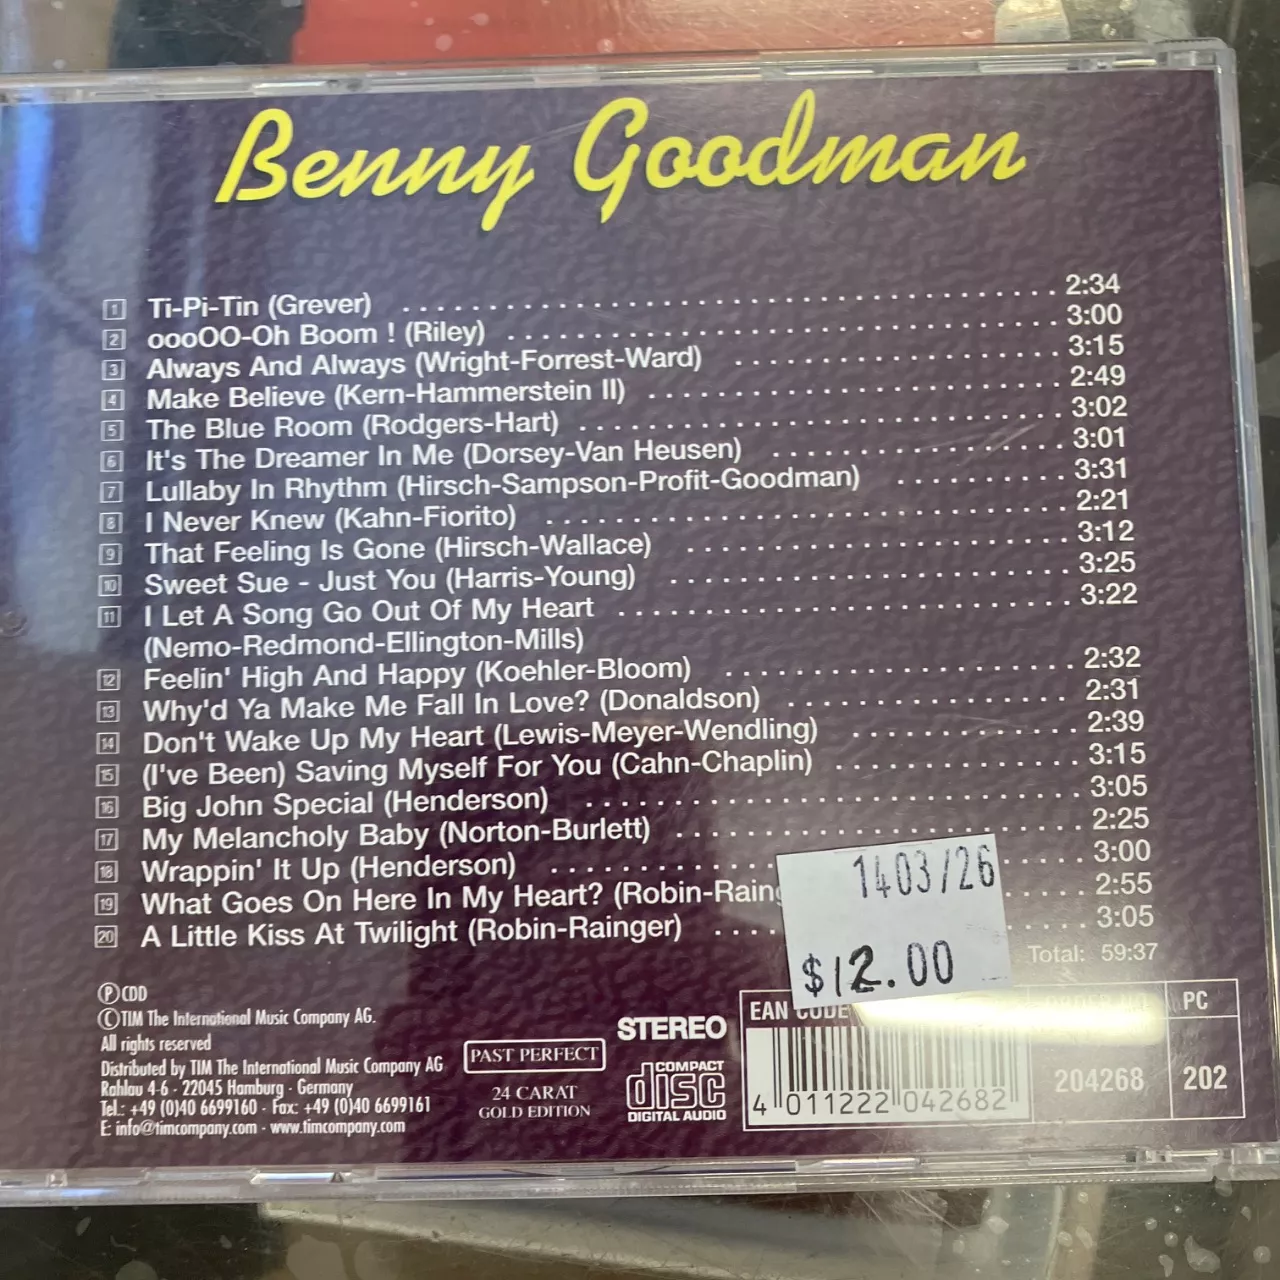 Benny Goodman
1 Ti-Pi-Tin (Grever) 2:34
2 oooOO-Oh Boom ! (Riley) 3:00
3 Always And Always (Wright-Forrest-Ward) 3:15
4 Make Believe (Kern-Hammerstein II) 2:49
5 The Blue Room (Rodgers-Hart) 3:02
6 It's The Dreamer In Me (Dorsey-Van Heusen) 3:01
7 Lullaby In Rhythm (Hirsch-Sampson-Profit-Goodman) 3:31
8 I Never Knew (Kahn-Fiorito) 2:21
9 That Feeling Is Gone (Hirsch-Wallace) 3:12
10 Sweet Sue - Just You (Harris-Young) 3:25
11 I Let A Song Go Out Of My Heart 3:22
(Nemo-Redmond-Ellington-Mills)
12 Feelin' High And Happy (Koehler-Bloom) 2:32
13 Why'd Ya Make Me Fall In Love? (Donaldson) 2:31
14 Don't Wake Up My Heart (Lewis-Meyer-Wendling) 2:39
15 (I've Been) Saving Myself For You (Cahn-Chaplin) 3:15
16 Big John Special (Henderson) 3:05
17 My Melancholy Baby (Norton-Burlett) 2:25
18 Wrappin' It Up (Henderson) 3:00
19 What Goes On Here In My Heart? (Robin-Raing 2:55
20 A Little Kiss At Twilight (Robin-Rainger) 3:05
Total: 59:37
1403/26
$12.00
Ⓟ CDD
© TIM The International Music Company AG.
All rights reserved
Distributed by TIM The International Music Company AG
Rahlau 4-6 - 22045 Hamburg - Germany
Tel.: +49 (0)40 6699160 - Fax: +49 (0)40 6699161
E: info@timcompany.com - www.timcompany.com
PAST PERFECT
24 CARAT
GOLD EDITION
STEREO
COMPACT
disc
DIGITAL AUDIO
EAN CODE
4 011222 042682
204268
PC
202